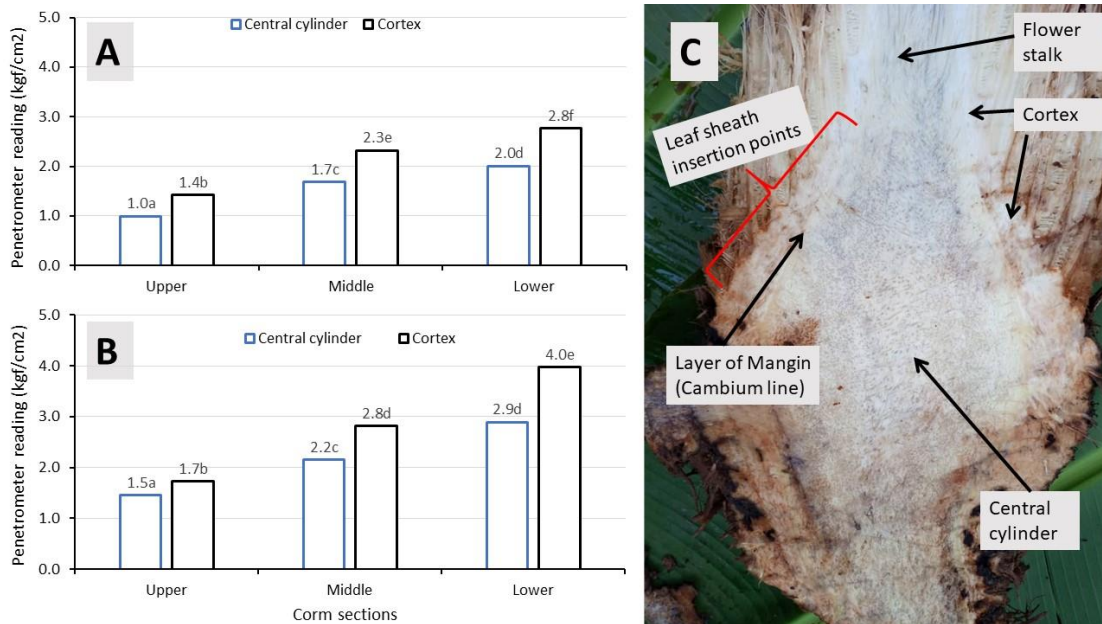 A
Central cylinder Cortex
Penetrometer reading (kgf/cm2)
5.0
4.0
3.0
2.0
1.0
0.0
1.0a 1.4b 1.7c 2.3e 2.0d 2.8f
Upper Middle Lower
B
Central cylinder Cortex
Penetrometer reading (kgf/cm2)
5.0
4.0
3.0
2.0
1.0
0.0
1.5a 1.7b 2.2c 2.8d 2.9d 4.0e
Upper Middle Lower
Corm sections
C
Flower
stalk
Cortex
Leaf sheath
insertion points
Layer of Mangin
(Cambium line)
Central
cylinder